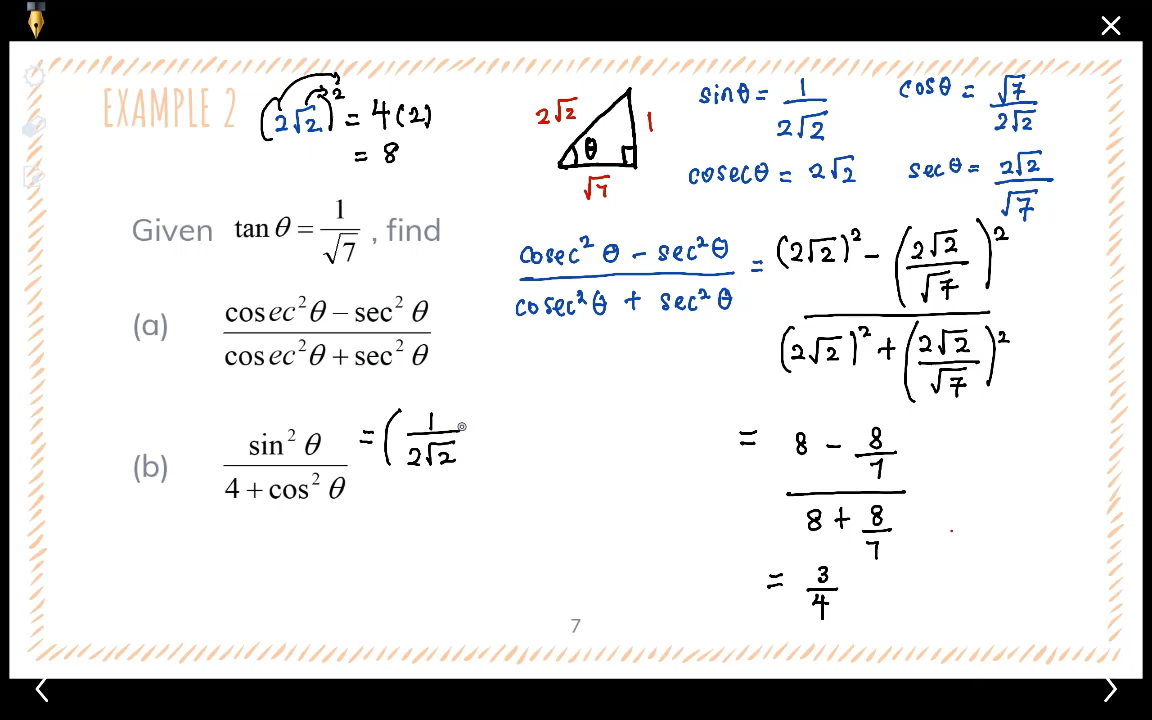 EXAMPLE 2
(2√2)² = 4(2)
= 8
2√2
1
θ
√7
sinθ = 1/2√2
cosθ = √7/2√2
cosecθ = 2√2
secθ = 2√2/√7
Given tan θ = 1/√7 , find
(a) cosec²θ − sec²θ / cosec²θ + sec²θ
cosec²θ − sec²θ / cosec²θ + sec²θ = (2√2)² − (2√2/√7)² / (2√2)² + (2√2/√7)²
= 8 − 8/7 / 8 + 8/7
= 3/4
(b) sin²θ / 4 + cos²θ = (1/2√2
7